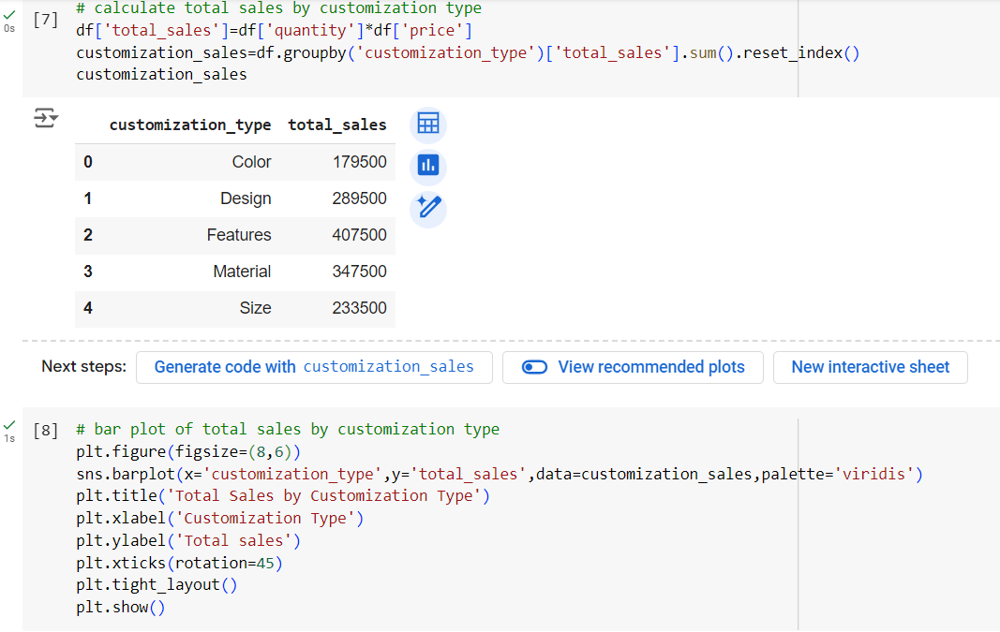 # calculate total sales by customization type
[7]
0s
df['total_sales']=df['quantity']*df['price']
customization_sales=df.groupby('customization_type')['total_sales'].sum().reset_index()
customization_sales
customization_type total_sales
0 Color 179500
1 Design 289500
2 Features 407500
3 Material 347500
4 Size 233500
Next steps: Generate code with customization_sales View recommended plots New interactive sheet
[8] # bar plot of total sales by customization type
1s
plt.figure(figsize=(8,6))
sns.barplot(x='customization_type',y='total_sales',data=customization_sales,palette='viridis')
plt.title('Total Sales by Customization Type')
plt.xlabel('Customization Type')
plt.ylabel('Total sales')
plt.xticks(rotation=45)
plt.tight_layout()
plt.show()